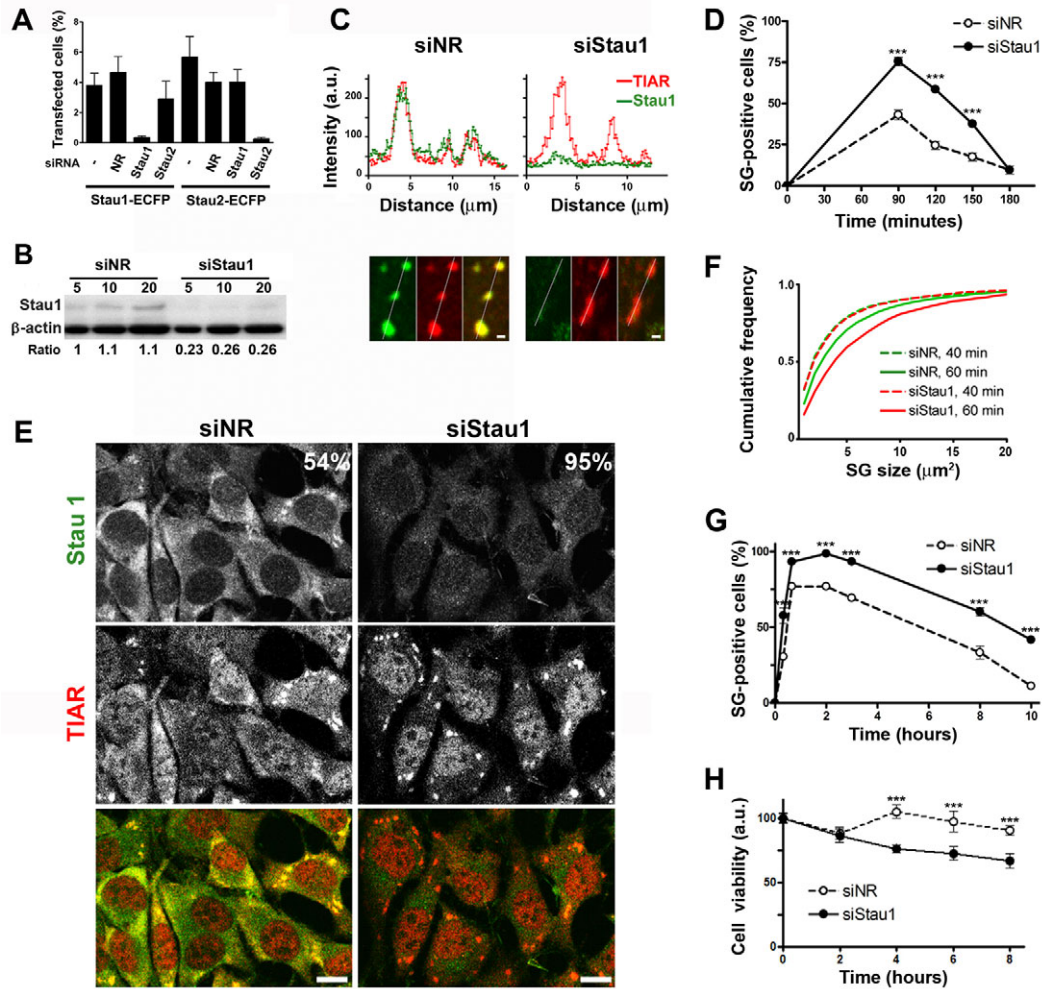 A
Transfected cells (%)
8
6
4
2
0
siRNA
- NR Stau1 Stau2 - NR Stau1 Stau2
Stau1-ECFP Stau2-ECFP
B
siNR siStau1
5 10 20 5 10 20
Stau1
β-actin
Ratio 1 1.1 1.1 0.23 0.26 0.26
C
siNR siStau1
Intensity (a.u.)
300
200
100
0
TIAR
Stau1
0 5 10 15 0 5 10
Distance (μm) Distance (μm)
D
SG-positive cells (%)
100
75
50
25
0
siNR
siStau1
*** *** ***
0 30 60 90 120 150 180
Time (minutes)
E
siNR siStau1
54% 95%
Stau 1
TIAR
F
Cumulative frequency
1.0
0.5
0
siNR, 40 min
siNR, 60 min
siStau1, 40 min
siStau1, 60 min
5 10 15 20
SG size (μm²)
G
SG-positive cells (%)
100
75
50
25
0
siNR
siStau1
*** *** *** *** *** ***
0 2 4 6 8 10
Time (hours)
H
Cell viability (a.u.)
100
75
50
25
0
siNR
siStau1
*** *** ***
0 2 4 6 8
Time (hours)